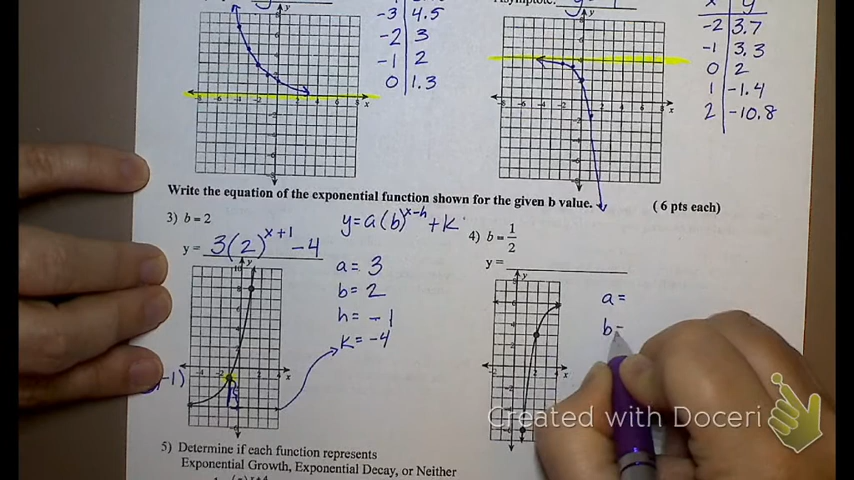 -3 4.5
-2 3
-1 2
0 1.3
Asymptote:
x y
-2 3.7
-1 3.3
0 2
1 -1.4
2 -10.8
Write the equation of the exponential function shown for the given b value. ( 6 pts each)
3) b = 2
y = 3(2)^x+1 - 4
y = a(b)^x-h + k
a = 3
b = 2
h = -1
k = -4
-1)
4) b = 1/2
y =
a =
b =
Created with Doceri
5) Determine if each function represents
Exponential Growth, Exponential Decay, or Neither